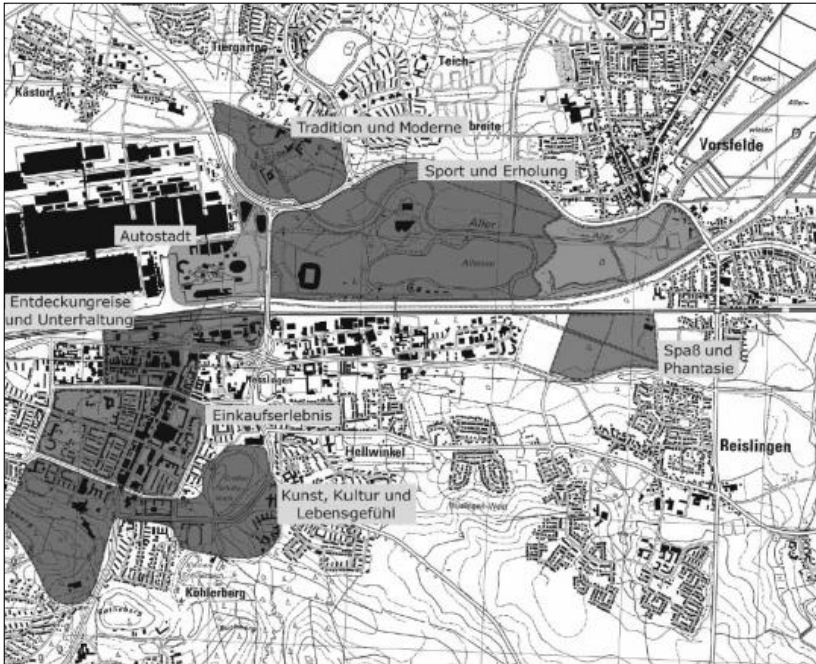 Tiergarten
Teich-
breite
Kästorf
Tradition und Moderne
Vorsfelde
Sport und Erholung
Aller
Allersee
Autostadt
Entdeckungreise
und Unterhaltung
Spaß und
Phantasie
Einkaufserlebnis
Hellwinkel
Reislingen
Kunst, Kultur und
Lebensgefühl
Köhlerberg